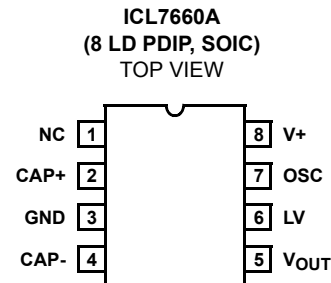 ICL7660A
(8 LD PDIP, SOIC)
TOP VIEW
NC 1 8 V+
CAP+ 2 7 OSC
GND 3 6 LV
CAP- 4 5 VOUT